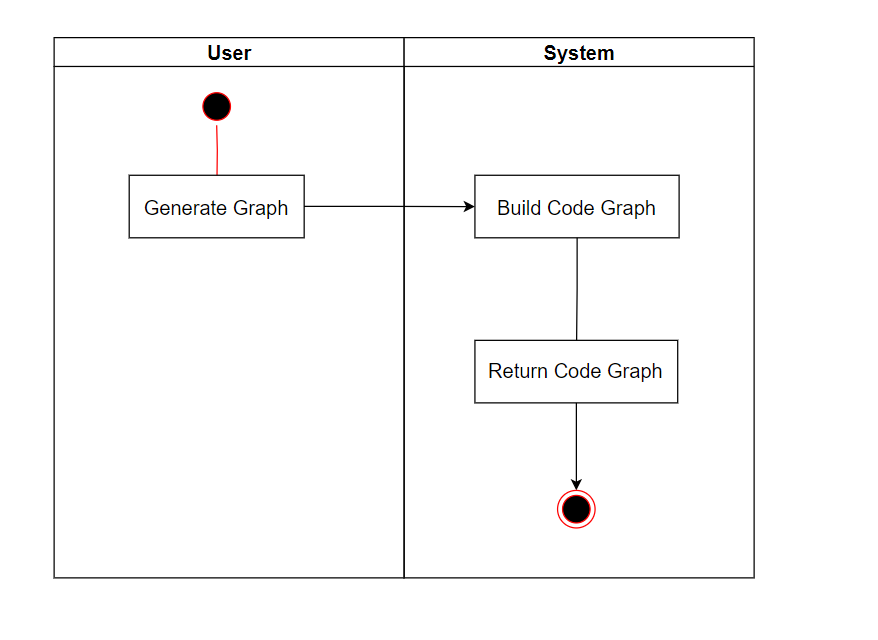 User
System
Generate Graph
Build Code Graph
Return Code Graph